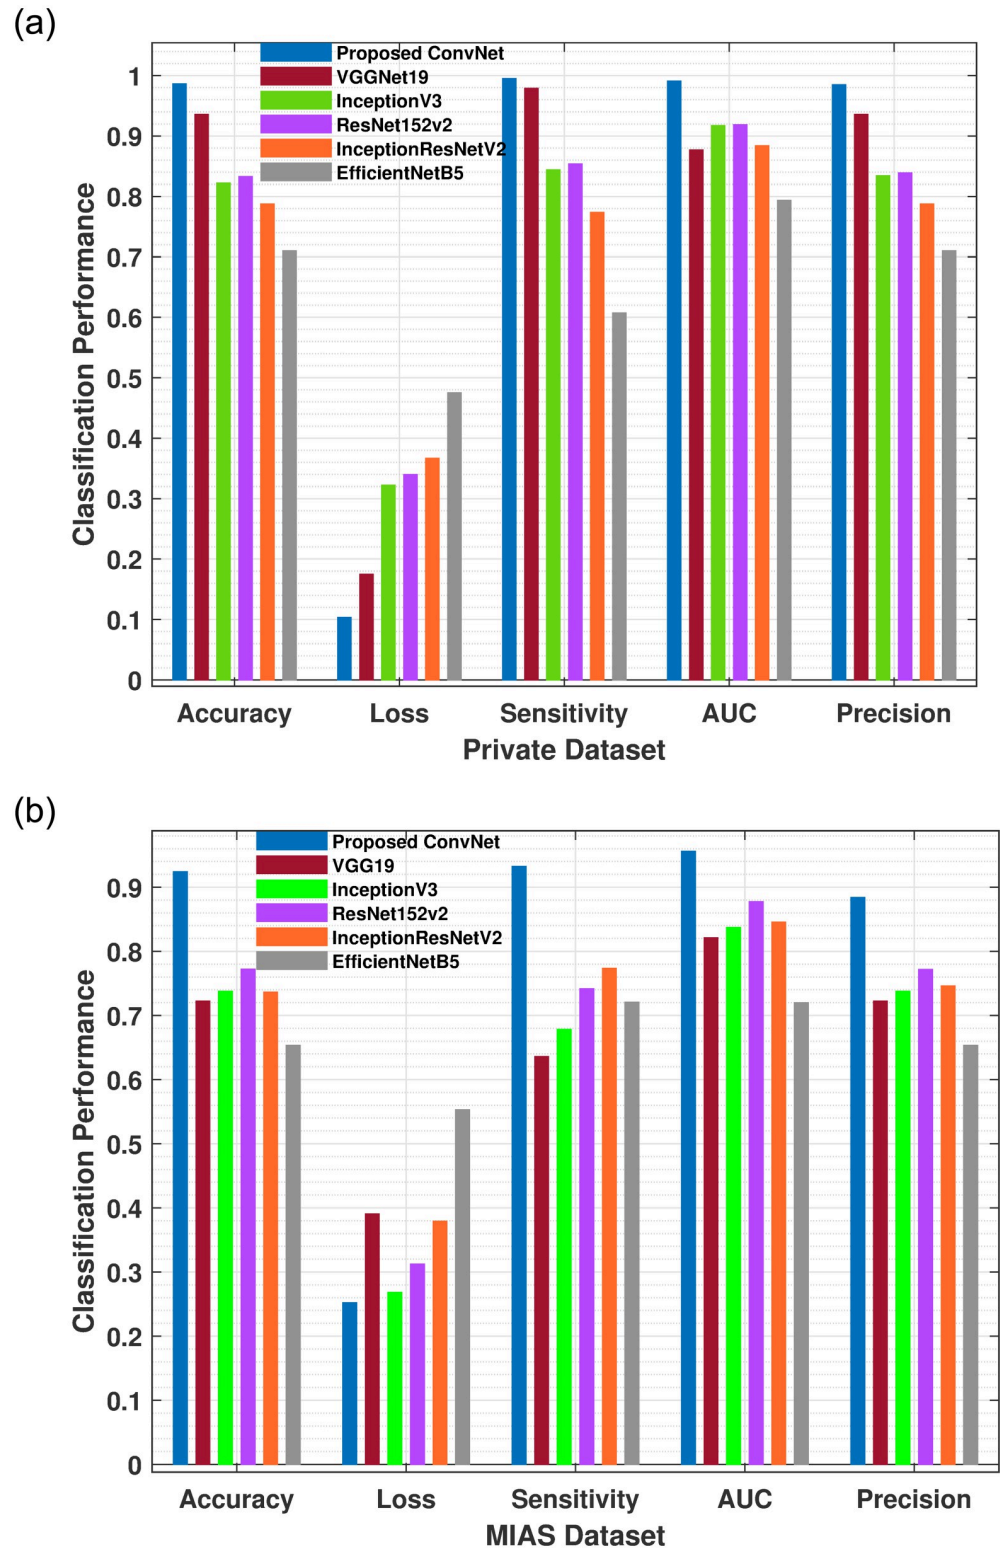 (a)
Proposed ConvNet
VGGNet19
InceptionV3
ResNet152v2
InceptionResNetV2
EfficientNetB5
1
0.9
0.8
0.7
0.6
0.5
0.4
0.3
0.2
0.1
0
Classification Performance
Accuracy Loss Sensitivity AUC Precision
Private Dataset
(b)
Proposed ConvNet
VGG19
InceptionV3
ResNet152v2
InceptionResNetV2
EfficientNetB5
0.9
0.8
0.7
0.6
0.5
0.4
0.3
0.2
0.1
0
Classification Performance
Accuracy Loss Sensitivity AUC Precision
MIAS Dataset